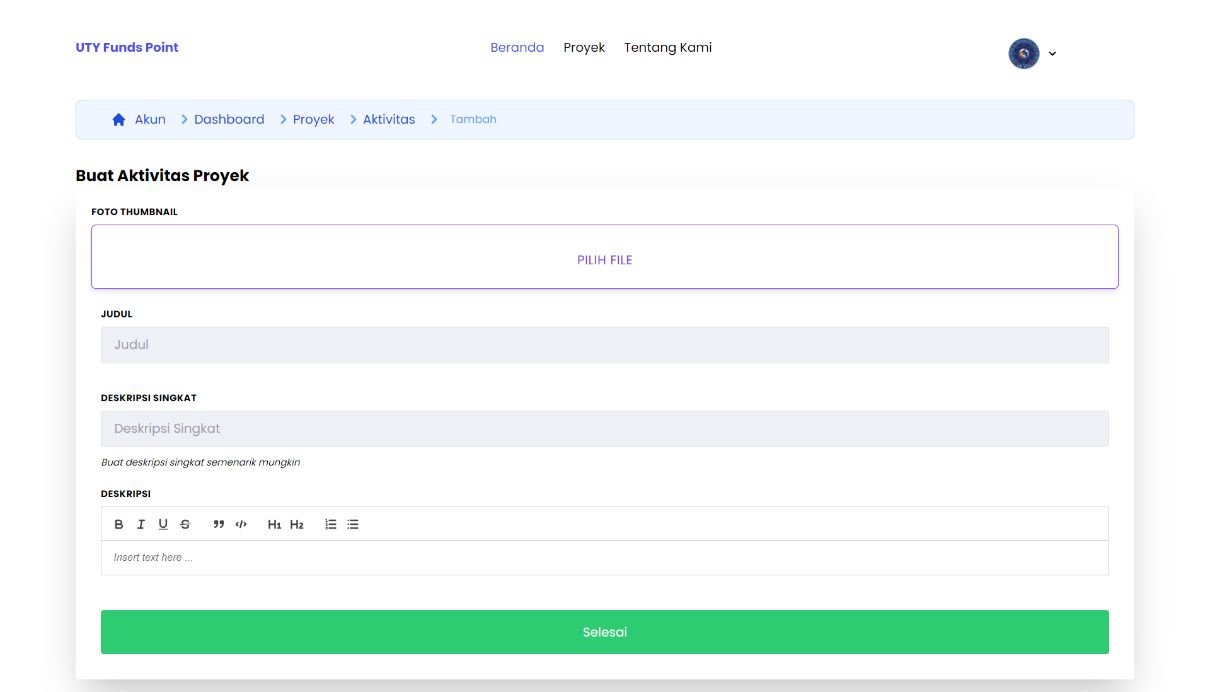 UTY Funds Point
Beranda Proyek Tentang Kami
Akun Dashboard Proyek Aktivitas Tambah
Buat Aktivitas Proyek
FOTO THUMBNAIL
PILIH FILE
JUDUL
Judul
DESKRIPSI SINGKAT
Deskripsi Singkat
Buat deskripsi singkat semenarik mungkin
DESKRIPSI
B I U S ” </> H1 H2
Insert text here ...
Selesai